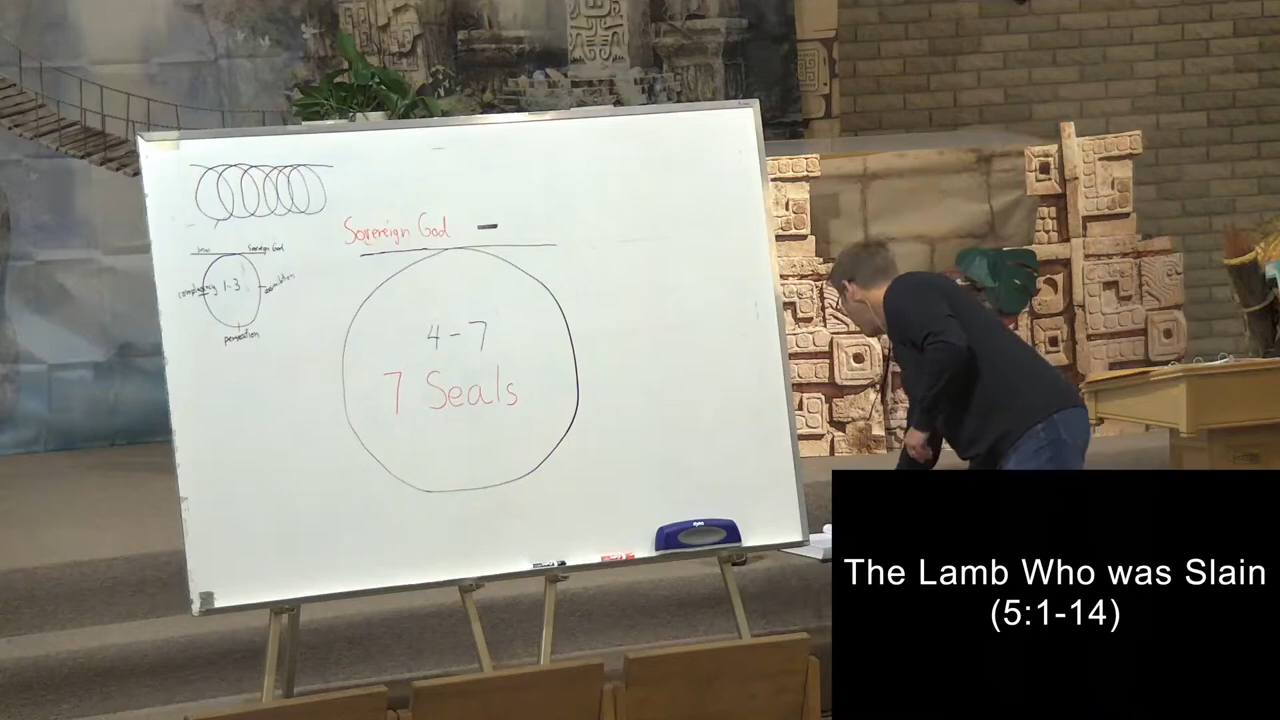 Sovereign God -
Jesus Sovereign God
complacency 1-3
persecution
4-7
7 Seals
The Lamb Who was Slain
(5:1-14)